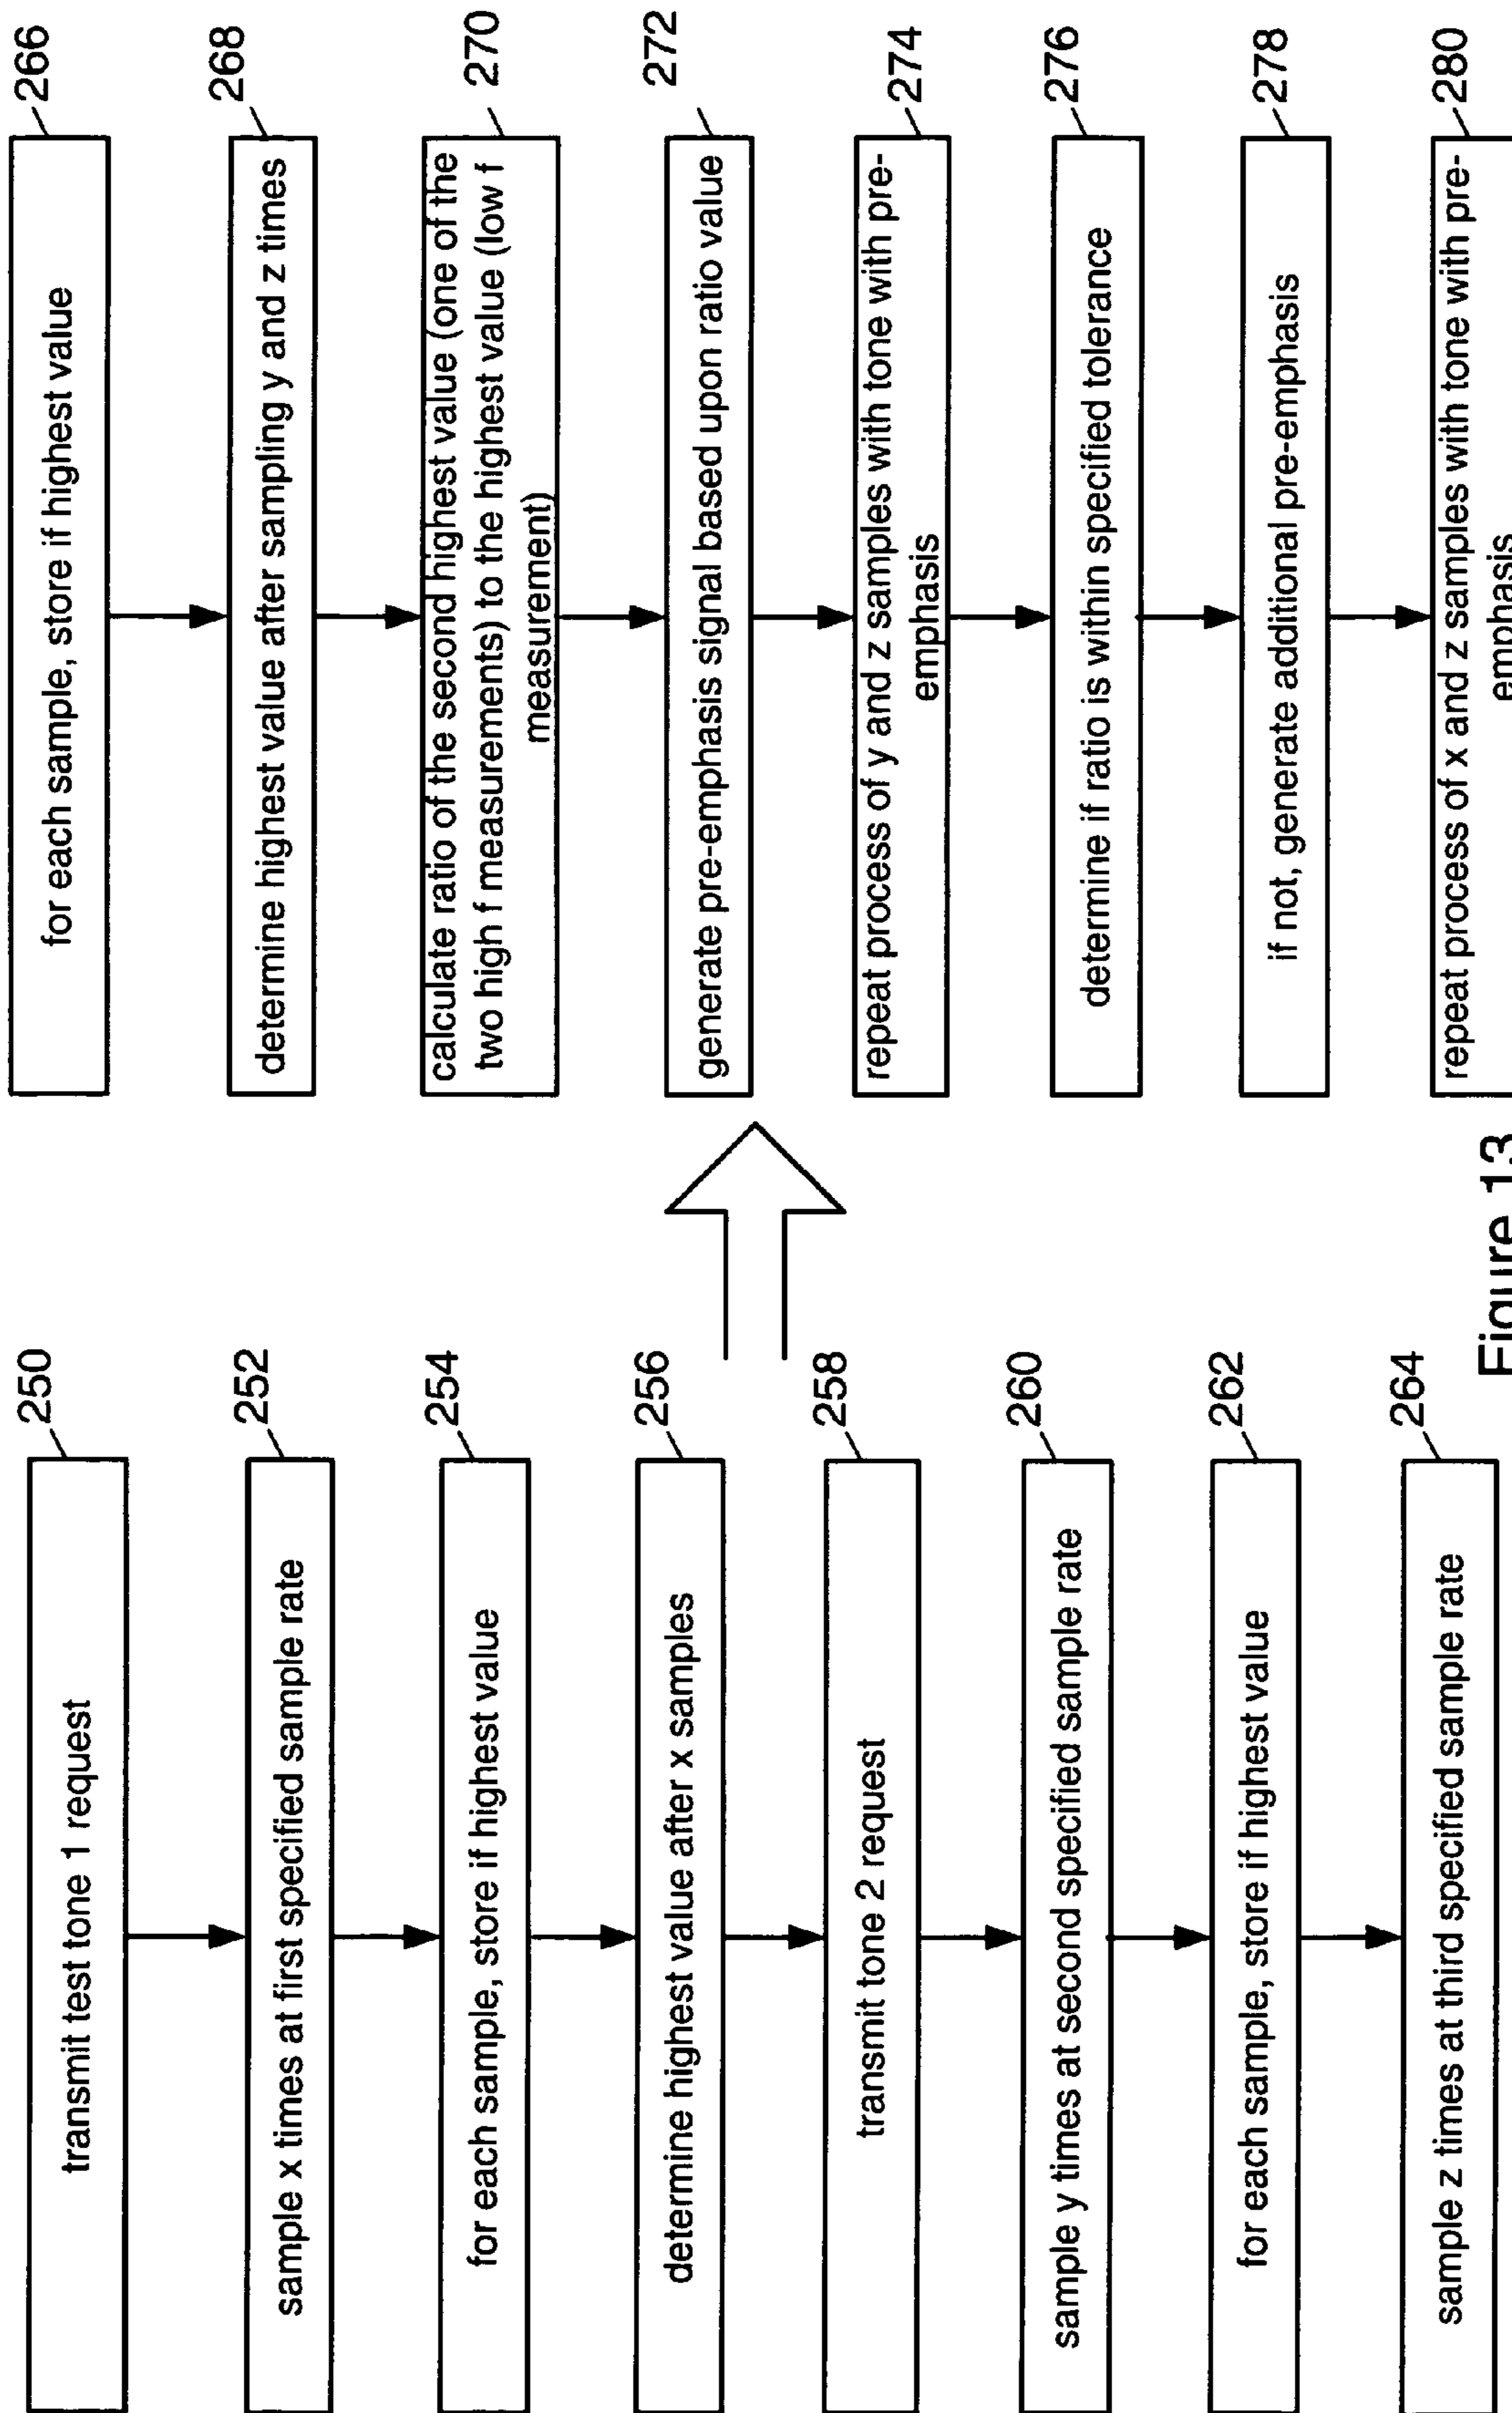 250
transmit test tone 1 request
252
sample x times at first specified sample rate
254
for each sample, store if highest value
256
determine highest value after x samples
258
transmit tone 2 request
260
sample y times at second specified sample rate
262
for each sample, store if highest value
264
sample z times at third specified sample rate
266
for each sample, store if highest value
268
determine highest value after sampling y and z times
270
calculate ratio of the second highest value (one of the
two high f measurements) to the highest value (low f
measurement)
272
generate pre-emphasis signal based upon ratio value
274
repeat process of y and z samples with tone with pre-
emphasis
276
determine if ratio is within specified tolerance
278
if not, generate additional pre-emphasis
280
repeat process of x and z samples with tone with pre-
emphasis
Figure 13